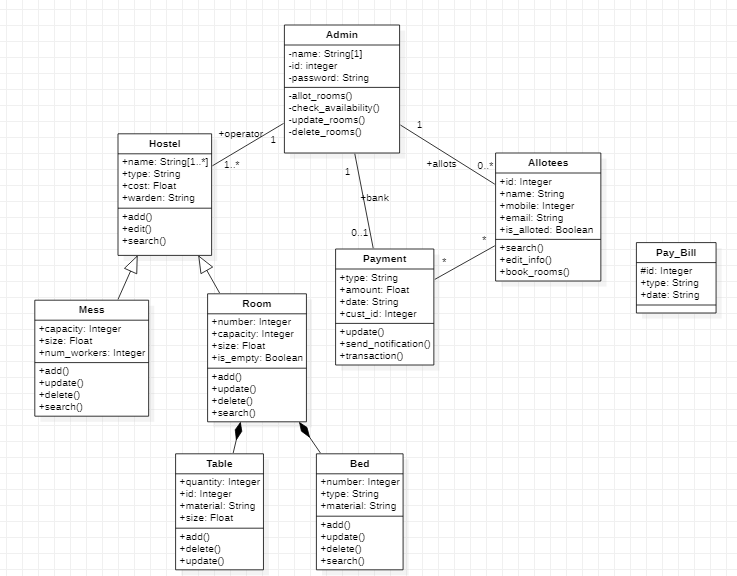 Admin
-name: String[1]
-id: integer
-password: String
-allot_rooms()
-check_availability()
-update_rooms()
-delete_rooms()
+operator
1
1..*
1
+allots
0..*
1
+bank
0..1
*
*
Hostel
+name: String[1..*]
+type: String
+cost: Float
+warden: String
+add()
+edit()
+search()
Allotees
+id: Integer
+name: String
+mobile: Integer
+email: String
+is_alloted: Boolean
+search()
+edit_info()
+book_rooms()
Payment
+type: String
+amount: Float
+date: String
+cust_id: Integer
+update()
+send_notification()
+transaction()
Pay_Bill
#id: Integer
+type: String
+date: String
Mess
+capacity: Integer
+size: Float
+num_workers: Integer
+add()
+update()
+delete()
+search()
Room
+number: Integer
+capacity: Integer
+size: Float
+is_empty: Boolean
+add()
+update()
+delete()
+search()
Table
+quantity: Integer
+id: Integer
+material: String
+size: Float
+add()
+delete()
+update()
Bed
+number: Integer
+type: String
+material: String
+add()
+update()
+delete()
+search()